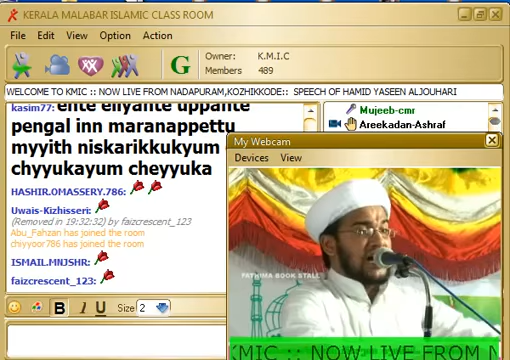 KERALA MALABAR ISLAMIC CLASS ROOM
File Edit View Option Action
G
Owner: K.M.I.C
Members 489
WELCOME TO KMIC :: NOW LIVE FROM NADAPURAM,KOZHIKKODE:: SPEECH OF HAMID YASEEN ALJOUHARI
kasim77: ente eliyante uppante
pengal inn maranappettu
myyith niskarikkukyum
chyyukayum cheyyuka
HASHIR.OMASSERY.786:
Uwais-Kizhisseri:
(Removed in 19:32:32) by faizcrescent_123
Abu_Fahzan has joined the room
chiyyoor786 has joined the room
ISMAIL.MNJSHR:
faizcrescent_123:
B I U Size 2
Mujeeb-cmr
Areekadan-Ashraf
My Webcam
Devices View
FATHIMA BOOK STALL
KMIC :: NOW LIVE FROM N